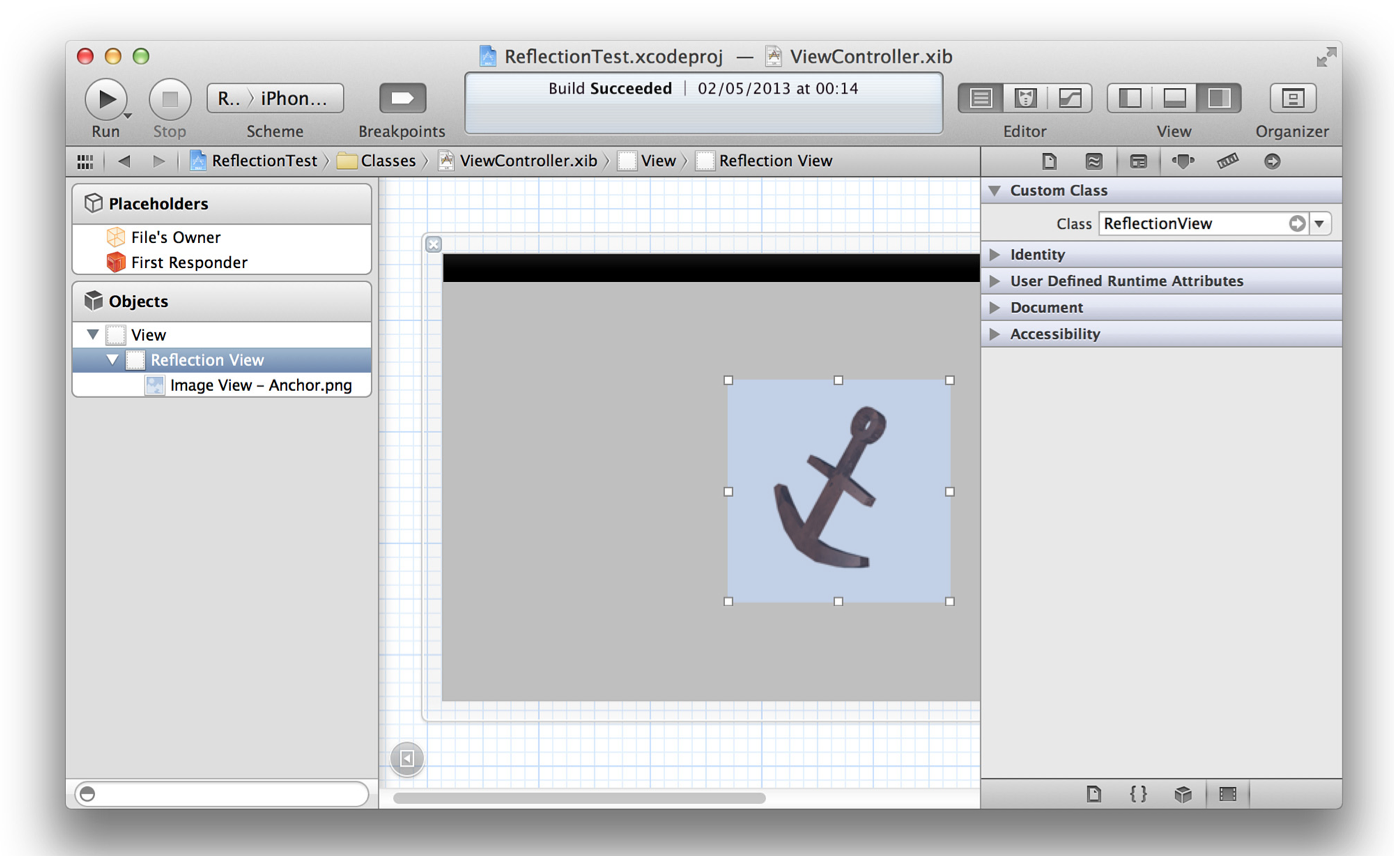 ReflectionTest.xcodeproj — ViewController.xib
R.. 〉 iPhon...
Build Succeeded | 02/05/2013 at 00:14
Run Stop Scheme Breakpoints Editor View Organizer
ReflectionTest 〉 Classes 〉 ViewController.xib 〉 View 〉 Reflection View
Placeholders
File's Owner
First Responder
Objects
View
Reflection View
Image View – Anchor.png
Custom Class
Class ReflectionView
Identity
User Defined Runtime Attributes
Document
Accessibility
{ }